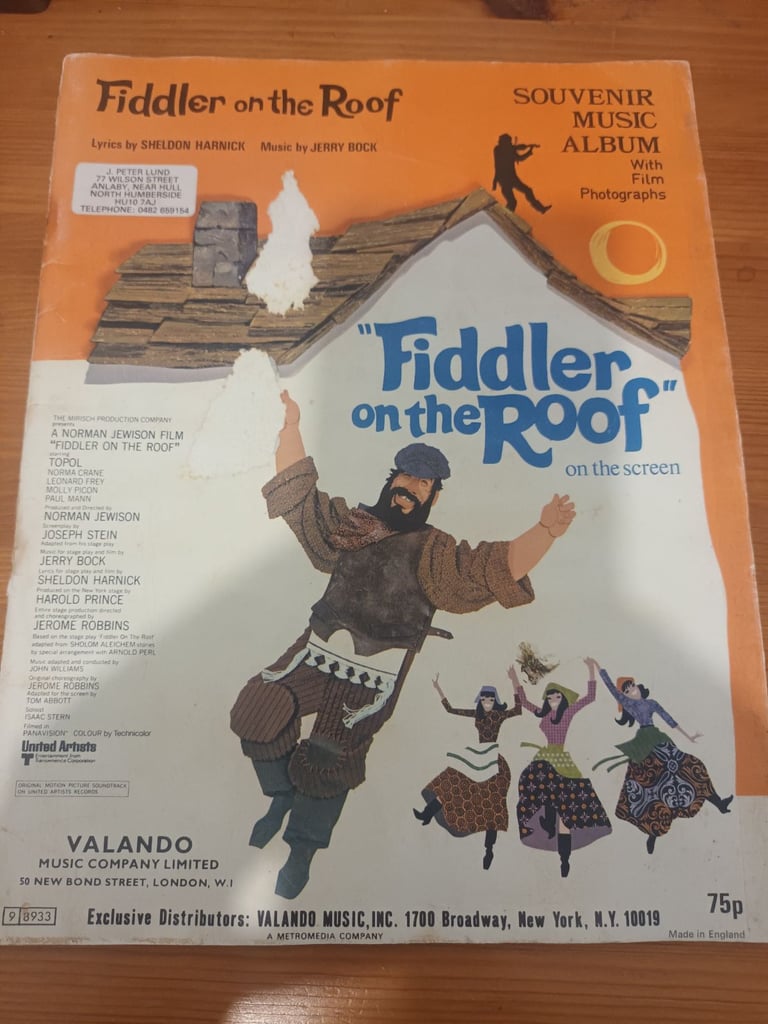 Fiddler on the Roof
Lyrics by SHELDON HARNICK Music by JERRY BOCK
SOUVENIR
MUSIC
ALBUM
With
Film
Photographs
J. PETER LUND
77 WILSON STREET
ANLABY, NEAR HULL
NORTH HUMBERSIDE
HU10 7AJ
TELEPHONE: 0482 659154
"Fiddler
on the Roof"
on the screen
THE MIRISCH PRODUCTION COMPANY
presents
A NORMAN JEWISON FILM
"FIDDLER ON THE ROOF"
starring
TOPOL
NORMA CRANE
LEONARD FREY
MOLLY PICON
PAUL MANN
Produced and Directed by
NORMAN JEWISON
Screenplay by
JOSEPH STEIN
Adapted from his stage play
Music for stage play and film by
JERRY BOCK
Lyrics for stage play and film by
SHELDON HARNICK
Produced on the New York stage by
HAROLD PRINCE
Entire stage production directed
and choreographed by
JEROME ROBBINS
Based on the stage play 'Fiddler On The Roof'
adapted from SHOLOM ALEICHEM stories
by special arrangement with ARNOLD PERL
Music adapted and conducted by
JOHN WILLIAMS
Original choreography by
JEROME ROBBINS
Adapted for the screen by
TOM ABBOTT
Soloist
ISAAC STERN
Filmed in
PANAVISION COLOUR by Technicolor
United Artists
Entertainment from
Transamerica Corporation
ORIGINAL MOTION PICTURE SOUNDTRACK
ON UNITED ARTISTS RECORDS
VALANDO
MUSIC COMPANY LIMITED
50 NEW BOND STREET, LONDON, W.I
9 8933
Exclusive Distributors: VALANDO MUSIC, INC. 1700 Broadway, New York, N.Y. 10019
A METROMEDIA COMPANY
75p
Made in England